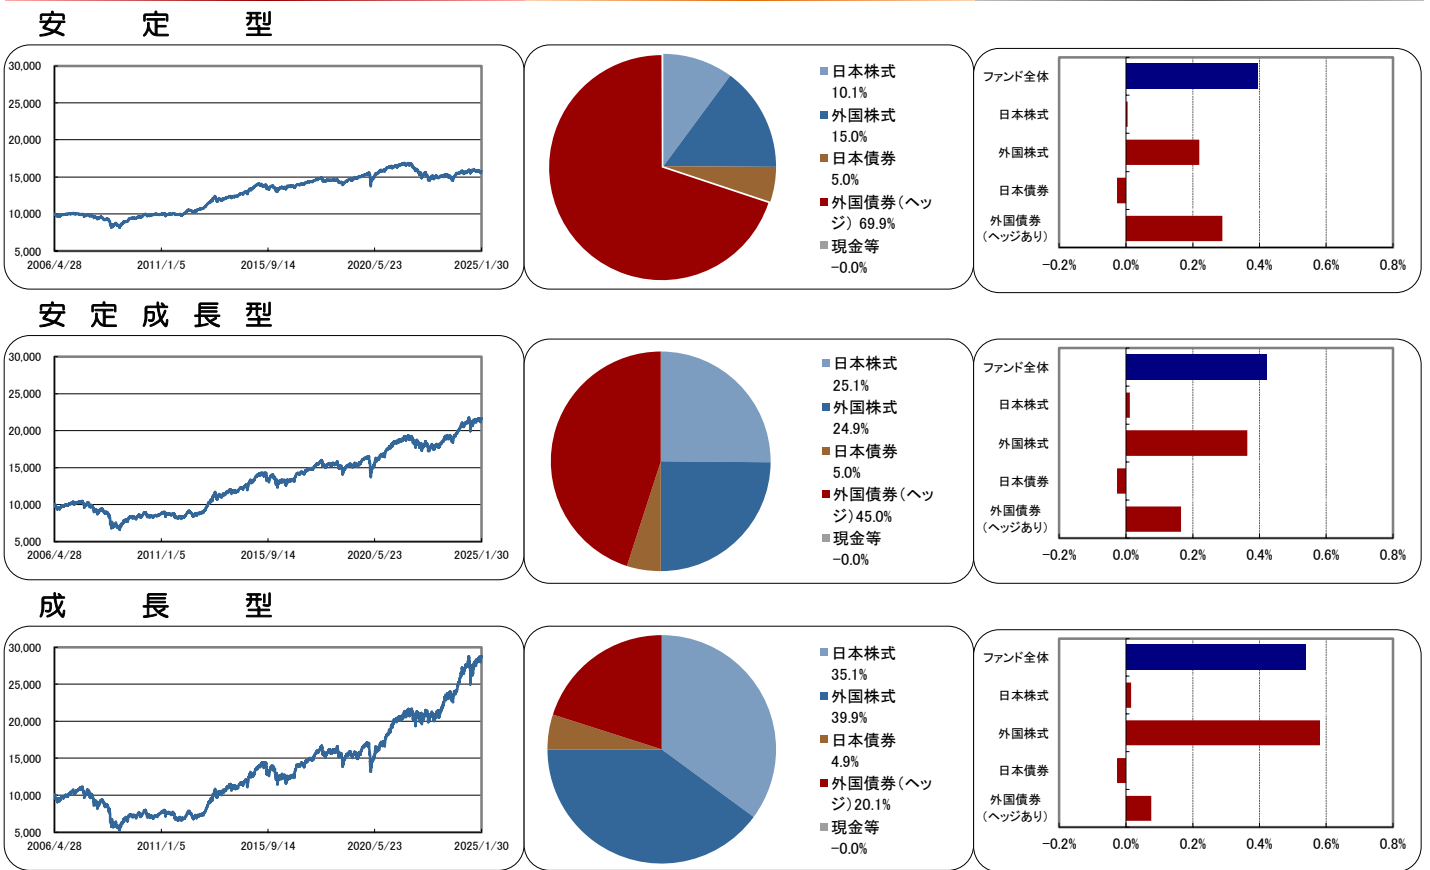 安定型
30,000
25,000
20,000
15,000
10,000
5,000
2006/4/28 2011/1/5 2015/9/14 2020/5/23 2025/1/30
日本株式
10.1%
外国株式
15.0%
日本債券
5.0%
外国債券(ヘッ
ジ) 69.9%
現金等
-0.0%
ファンド全体
日本株式
外国株式
日本債券
外国債券
(ヘッジあり)
-0.2% 0.0% 0.2% 0.4% 0.6% 0.8%
安定成長型
30,000
25,000
20,000
15,000
10,000
5,000
2006/4/28 2011/1/5 2015/9/14 2020/5/23 2025/1/30
日本株式
25.1%
外国株式
24.9%
日本債券
5.0%
外国債券(ヘッ
ジ)45.0%
現金等
-0.0%
ファンド全体
日本株式
外国株式
日本債券
外国債券
(ヘッジあり)
-0.2% 0.0% 0.2% 0.4% 0.6% 0.8%
成長型
30,000
25,000
20,000
15,000
10,000
5,000
2006/4/28 2011/1/5 2015/9/14 2020/5/23 2025/1/30
日本株式
35.1%
外国株式
39.9%
日本債券
4.9%
外国債券(ヘッ
ジ)20.1%
現金等
-0.0%
ファンド全体
日本株式
外国株式
日本債券
外国債券
(ヘッジあり)
-0.2% 0.0% 0.2% 0.4% 0.6% 0.8%